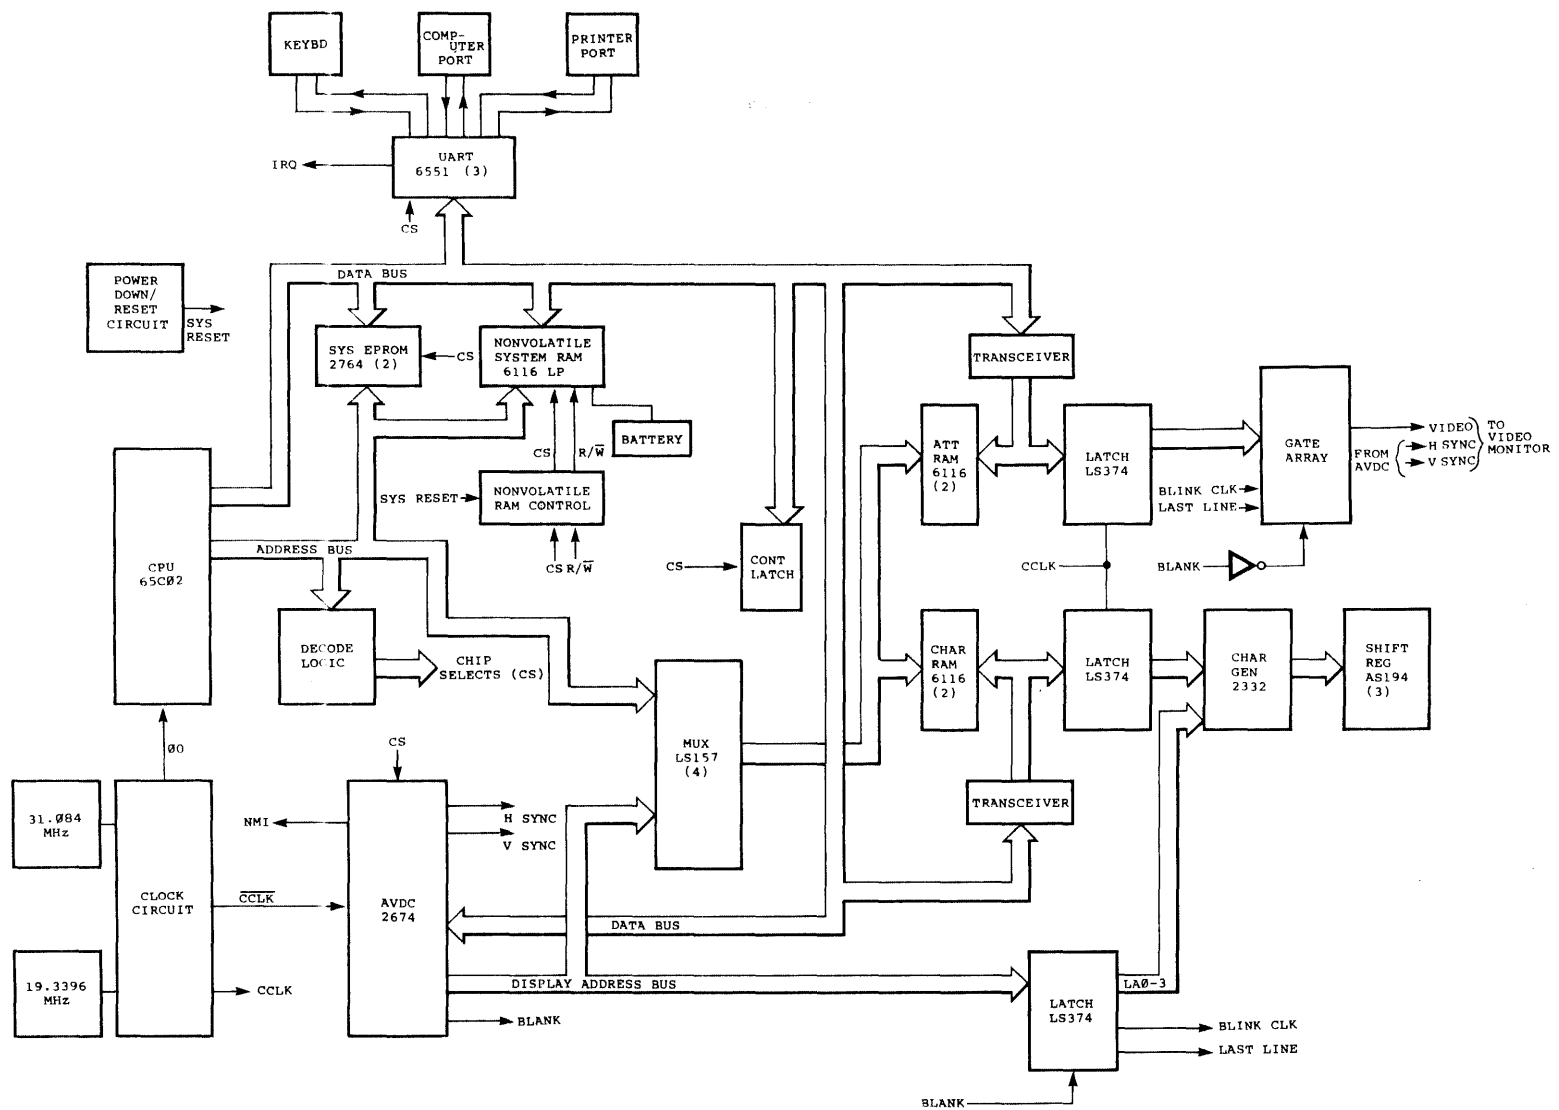 KEYBD
COMP-
UTER
PORT
PRINTER
PORT
UART
6551 (3)
IRQ
CS
DATA BUS
POWER
DOWN/
RESET
CIRCUIT
SYS
RESET
SYS EPROM
2764 (2)
CS
NONVOLATILE
SYSTEM RAM
6116 LP
BATTERY
CS
R/W̅
SYS RESET
NONVOLATILE
RAM CONTROL
CS R/W̅
TRANSCEIVER
ATT
RAM
6116
(2)
LATCH
LS374
GATE
ARRAY
VIDEO
FROM
AVDC
H SYNC
V SYNC
TO
VIDEO
MONITOR
BLINK CLK
LAST LINE
BLANK
CCLK
CPU
65C02
ADDRESS BUS
CS
CONT
LATCH
DECODE
LOGIC
CHIP
SELECTS (CS)
CHAR
RAM
6116
(2)
LATCH
LS374
CHAR
GEN
2332
SHIFT
REG
AS194
(3)
MUX
LS157
(4)
ØO
CS
31.Ø84
MHz
NMI
H SYNC
V SYNC
TRANSCEIVER
CLOCK
CIRCUIT
C̅C̅L̅K̅
AVDC
2674
DATA BUS
19.3396
MHz
CCLK
DISPLAY ADDRESS BUS
BLANK
LATCH
LS374
LAØ-3
BLINK CLK
LAST LINE
BLANK